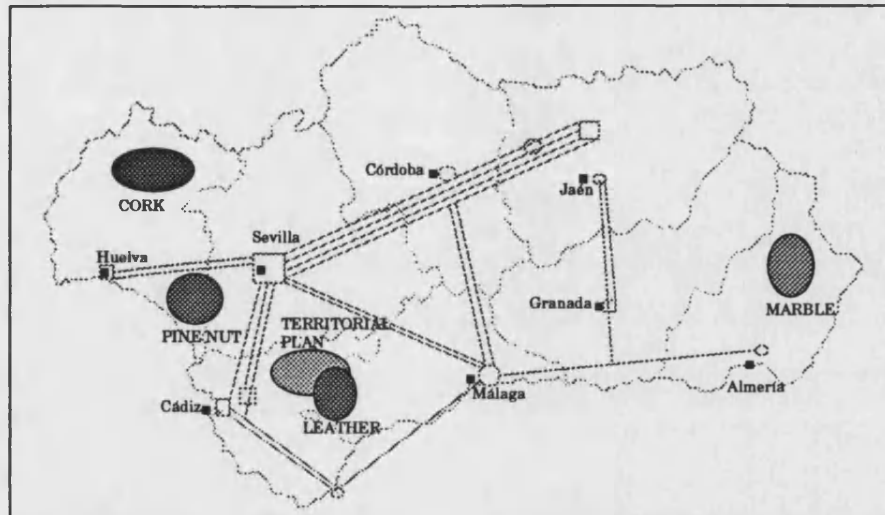 Córdoba
Jaén
CORK
Sevilla
Huelva
Granada
MARBLE
PINE NUT
TERRITORIAL
PLAN
Almería
Málaga
Cádiz
LEATHER